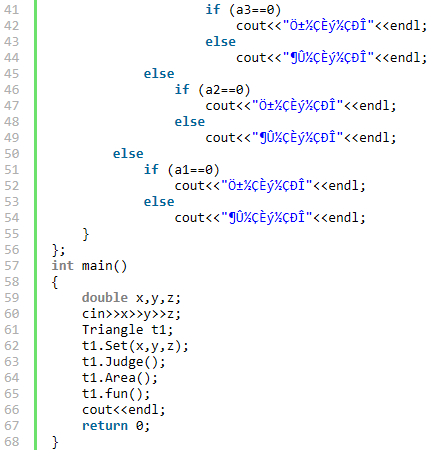 41 if (a3==0)
42 cout<<"Ö±½ÇÈý½ÇÐÎ"<<endl;
43 else
44 cout<<"¶Û½ÇÈý½ÇÐÎ"<<endl;
45 else
46 if (a2==0)
47 cout<<"Ö±½ÇÈý½ÇÐÎ"<<endl;
48 else
49 cout<<"¶Û½ÇÈý½ÇÐÎ"<<endl;
50 else
51 if (a1==0)
52 cout<<"Ö±½ÇÈý½ÇÐÎ"<<endl;
53 else
54 cout<<"¶Û½ÇÈý½ÇÐÎ"<<endl;
55 }
56 };
57 int main()
58 {
59 double x,y,z;
60 cin>>x>>y>>z;
61 Triangle t1;
62 t1.Set(x,y,z);
63 t1.Judge();
64 t1.Area();
65 t1.fun();
66 cout<<endl;
67 return 0;
68 }